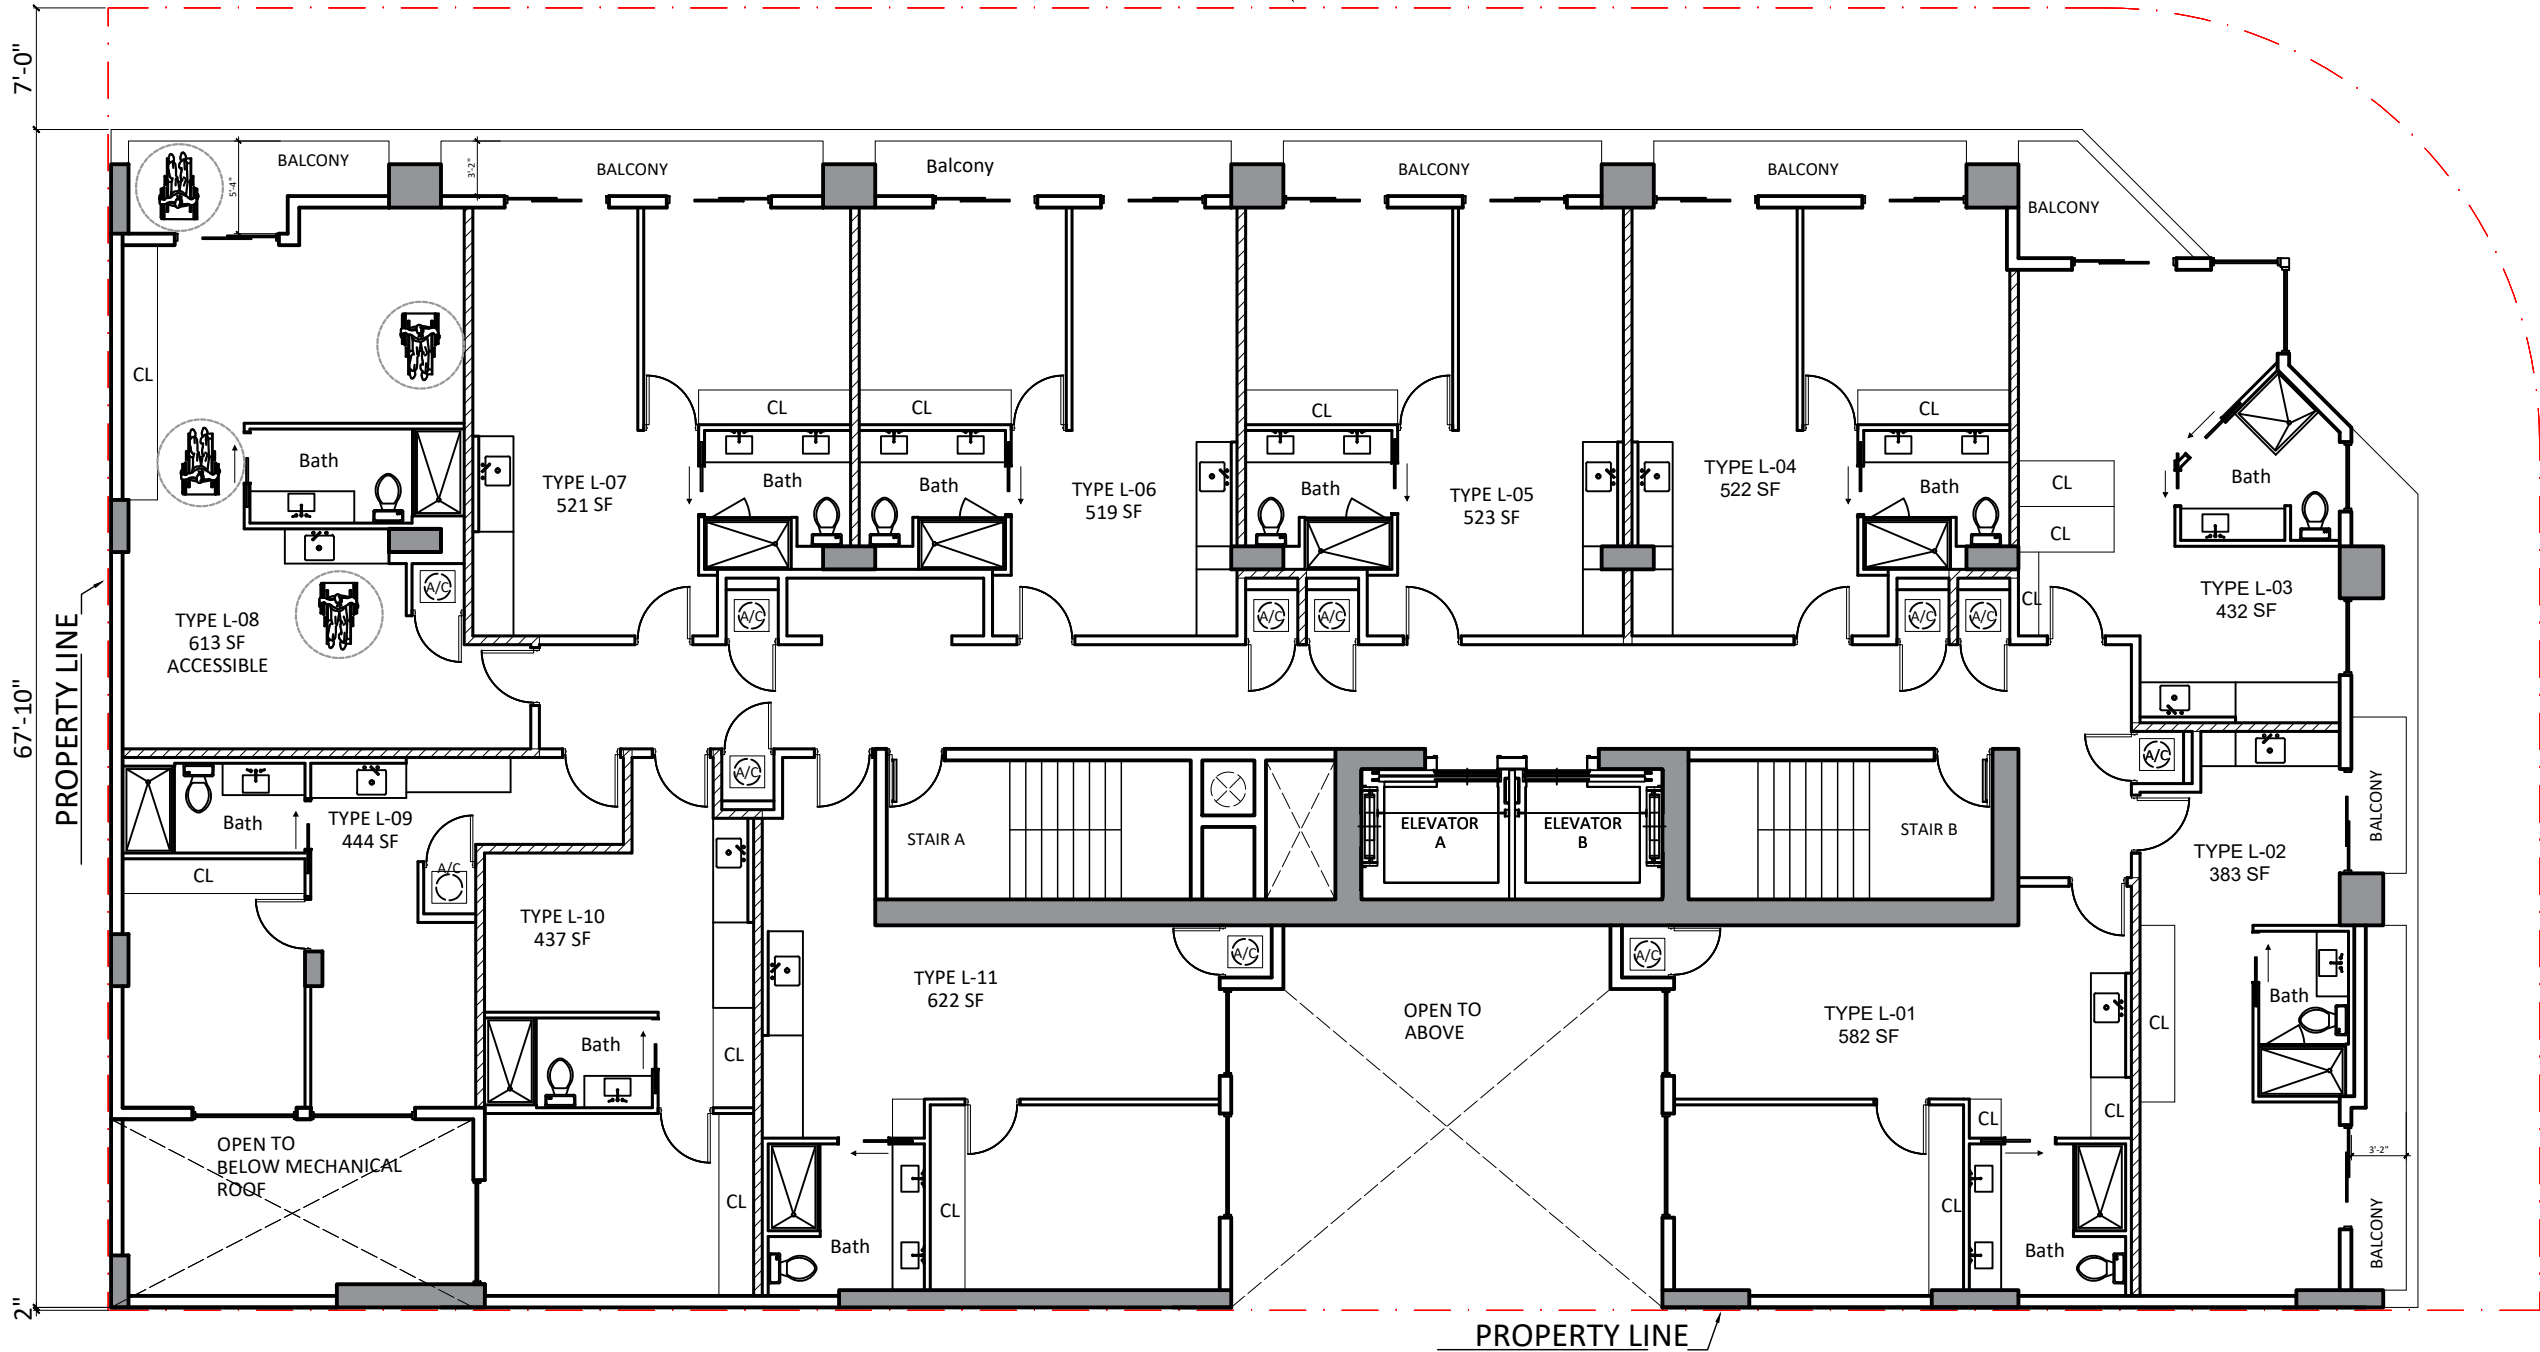 7'-0"
BALCONY
5'-4"
3'-2"
BALCONY
Balcony
BALCONY
BALCONY
BALCONY
CL
CL
CL
CL
CL
Bath
TYPE L-07
521 SF
Bath
Bath
TYPE L-06
519 SF
Bath
TYPE L-05
523 SF
TYPE L-04
522 SF
Bath
CL
CL
Bath
A/C
TYPE L-08
613 SF
ACCESSIBLE
A/C
A/C
A/C
A/C
A/C
CL
TYPE L-03
432 SF
PROPERTY LINE
67'-10"
A/C
A/C
Bath
TYPE L-09
444 SF
A/C
CL
STAIR A
ELEVATOR
A
ELEVATOR
B
STAIR B
TYPE L-02
383 SF
BALCONY
TYPE L-10
437 SF
TYPE L-11
622 SF
A/C
A/C
OPEN TO
ABOVE
TYPE L-01
582 SF
CL
Bath
Bath
CL
CL
CL
OPEN TO
BELOW MECHANICAL
ROOF
CL
CL
Bath
CL
Bath
3'-2"
BALCONY
2"
PROPERTY LINE